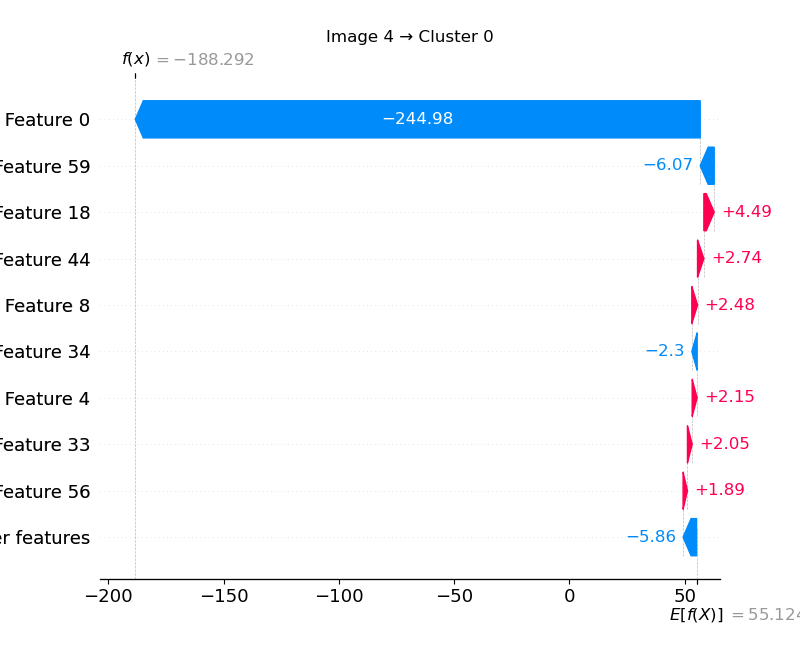 Image 4 → Cluster 0
f(x) = −188.292
Feature 0 −244.98
Feature 59 −6.07
Feature 18 +4.49
Feature 44 +2.74
Feature 8 +2.48
Feature 34 −2.3
Feature 4 +2.15
Feature 33 +2.05
Feature 56 +1.89
features −5.86
−200 −150 −100 −50 0 50
E[f(X)] = 55.124